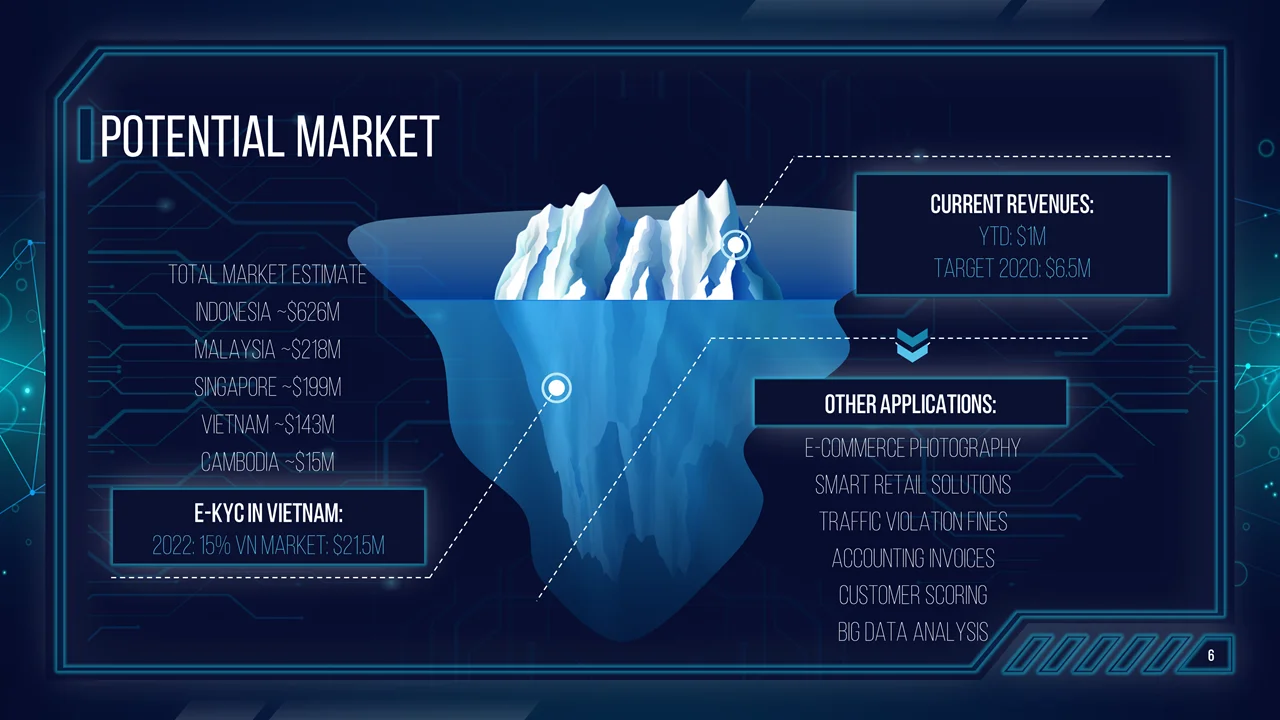 POTENTIAL MARKET
TOTAL MARKET ESTIMATE
INDONESIA ~$626M
MALAYSIA ~$218M
SINGAPORE ~$199M
VIETNAM ~$143M
CAMBODIA ~$15M
E-KYC IN VIETNAM:
2022: 15% VN MARKET: $21.5M
CURRENT REVENUES:
YTD: $1M
TARGET 2020: $6.5M
OTHER APPLICATIONS:
E-COMMERCE PHOTOGRAPHY
SMART RETAIL SOLUTIONS
TRAFFIC VIOLATION FINES
ACCOUNTING INVOICES
CUSTOMER SCORING
BIG DATA ANALYSIS
6